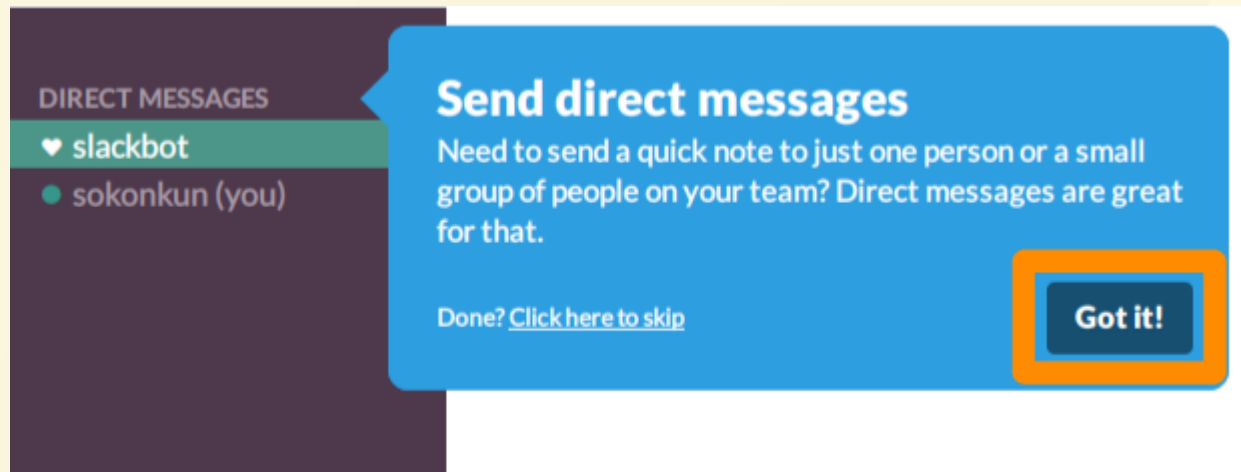 DIRECT MESSAGES
slackbot
sokonkun (you)
Send direct messages
Need to send a quick note to just one person or a small
group of people on your team? Direct messages are great
for that.
Done? Click here to skip
Got it!